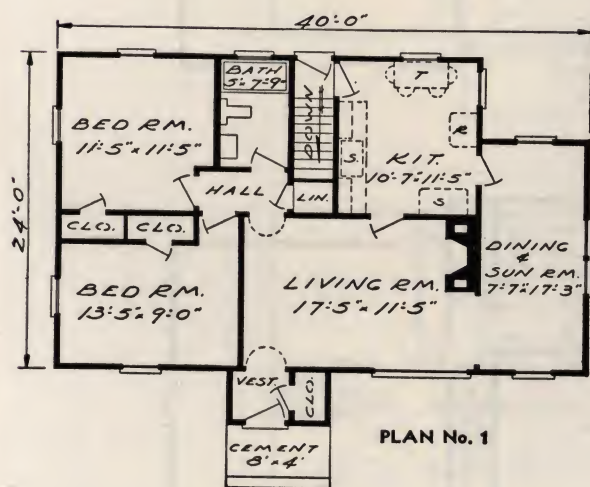 40'-0"
24'-0"
BATH
5'-7'-9"
DOWN
T
R
S.
BED RM.
11'-5" x 11'-5"
KIT.
10'-7" 11'-5"
S
HALL
LIN.
CLO.
CLO.
DINING
&
SUN RM.
7'-7" x 17'-3"
BED RM.
13'-5" x 9'-0"
LIVING RM.
17'-5" x 11'-5"
VEST.
CLO.
CEMENT
8' x 4'
PLAN No. 1